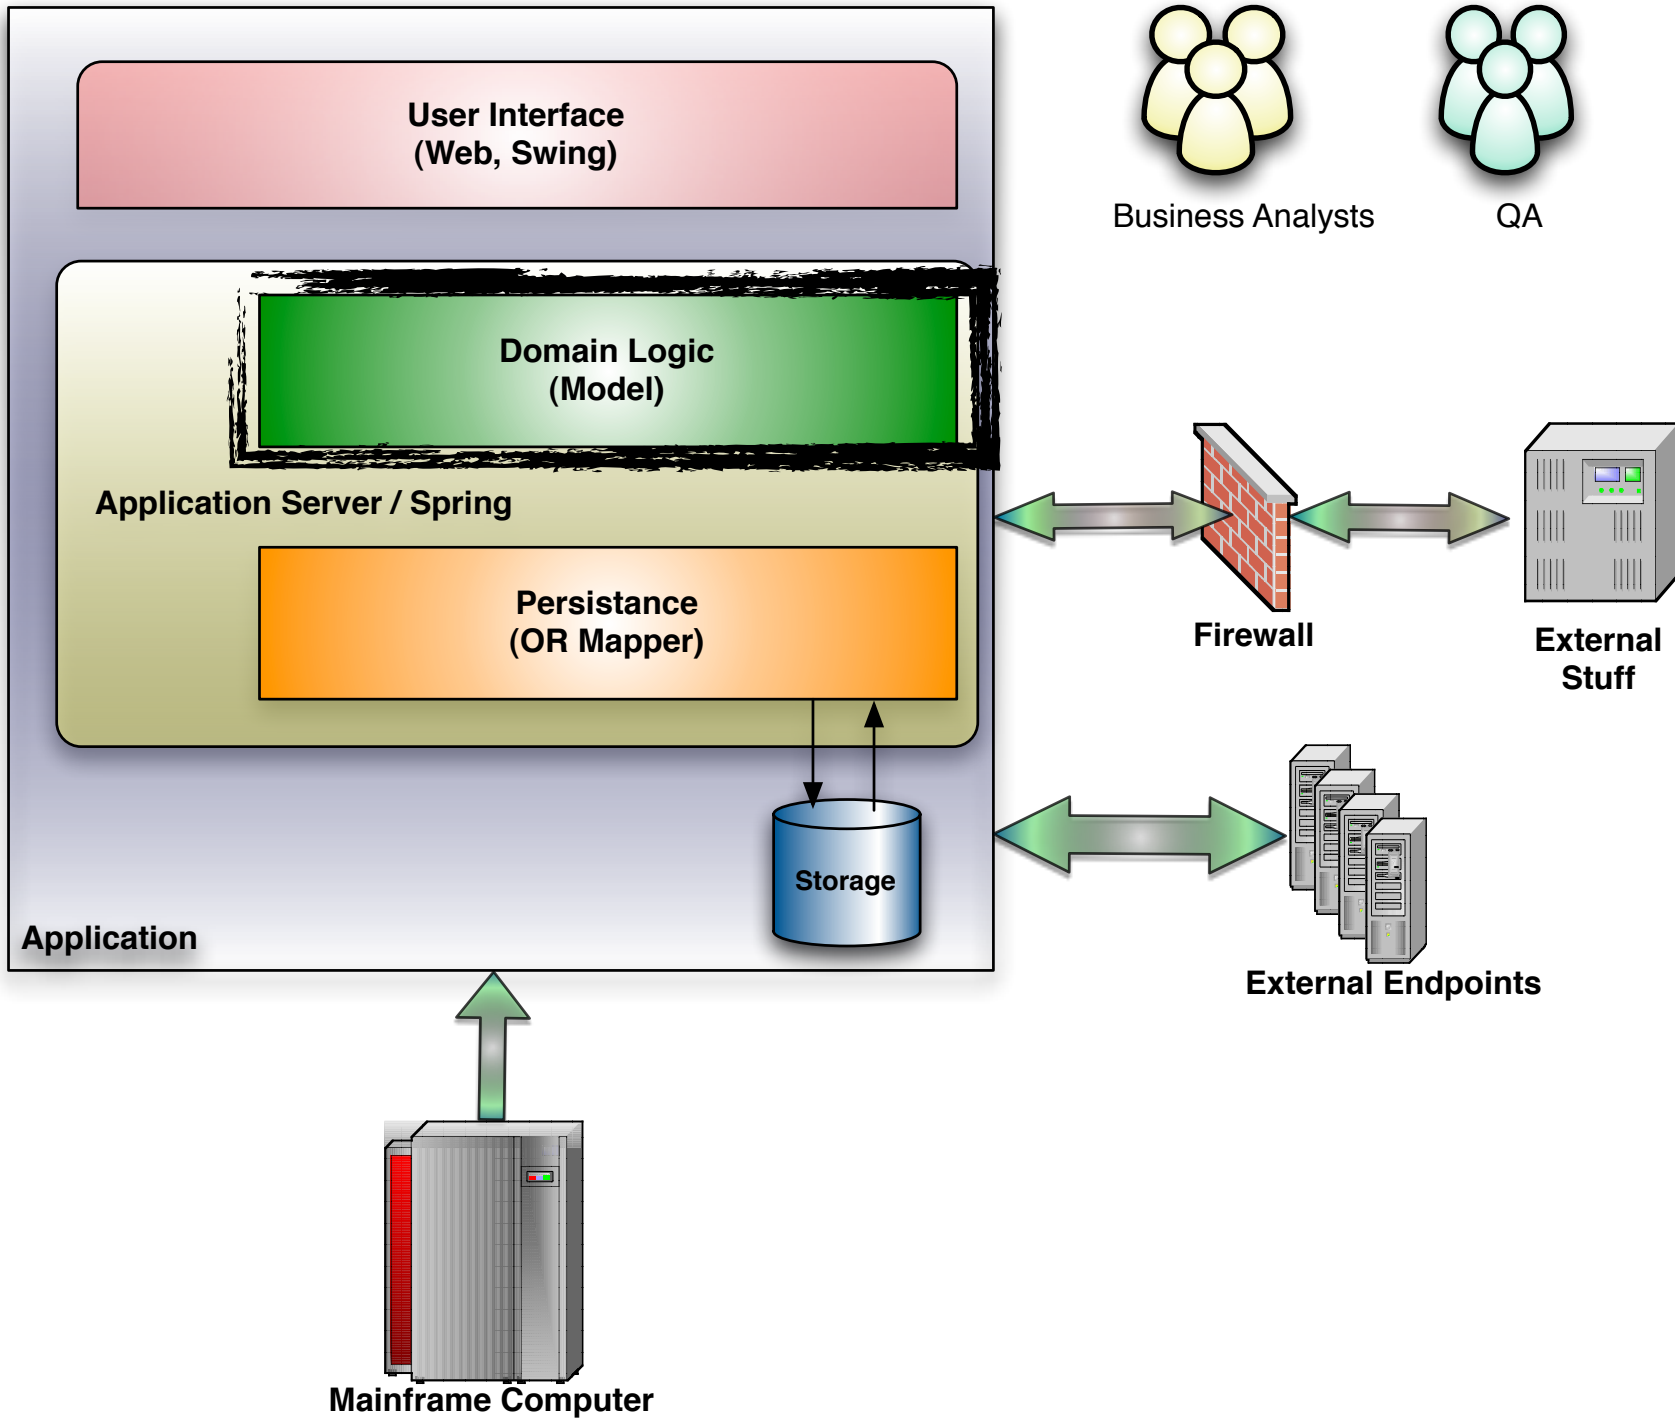 User Interface
(Web, Swing)
Business Analysts
QA
Domain Logic
(Model)
Application Server / Spring
Persistance
(OR Mapper)
Firewall
External
Stuff
Storage
Application
External Endpoints
Mainframe Computer